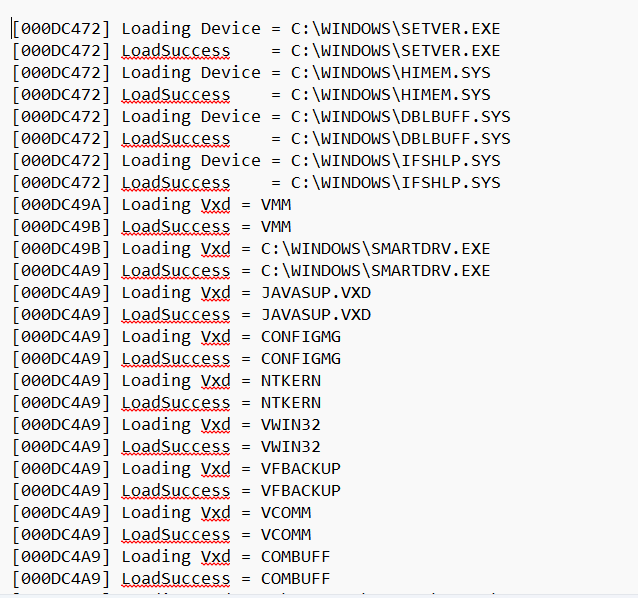 [000DC472] Loading Device = C:\WINDOWS\SETVER.EXE
[000DC472] LoadSuccess    = C:\WINDOWS\SETVER.EXE
[000DC472] Loading Device = C:\WINDOWS\HIMEM.SYS
[000DC472] LoadSuccess    = C:\WINDOWS\HIMEM.SYS
[000DC472] Loading Device = C:\WINDOWS\DBLBUFF.SYS
[000DC472] LoadSuccess    = C:\WINDOWS\DBLBUFF.SYS
[000DC472] Loading Device = C:\WINDOWS\IFSHLP.SYS
[000DC472] LoadSuccess    = C:\WINDOWS\IFSHLP.SYS
[000DC49A] Loading Vxd = VMM
[000DC49B] LoadSuccess = VMM
[000DC49B] Loading Vxd = C:\WINDOWS\SMARTDRV.EXE
[000DC4A9] LoadSuccess = C:\WINDOWS\SMARTDRV.EXE
[000DC4A9] Loading Vxd = JAVASUP.VXD
[000DC4A9] LoadSuccess = JAVASUP.VXD
[000DC4A9] Loading Vxd = CONFIGMG
[000DC4A9] LoadSuccess = CONFIGMG
[000DC4A9] Loading Vxd = NTKERN
[000DC4A9] LoadSuccess = NTKERN
[000DC4A9] Loading Vxd = VWIN32
[000DC4A9] LoadSuccess = VWIN32
[000DC4A9] Loading Vxd = VFBACKUP
[000DC4A9] LoadSuccess = VFBACKUP
[000DC4A9] Loading Vxd = VCOMM
[000DC4A9] LoadSuccess = VCOMM
[000DC4A9] Loading Vxd = COMBUFF
[000DC4A9] LoadSuccess = COMBUFF